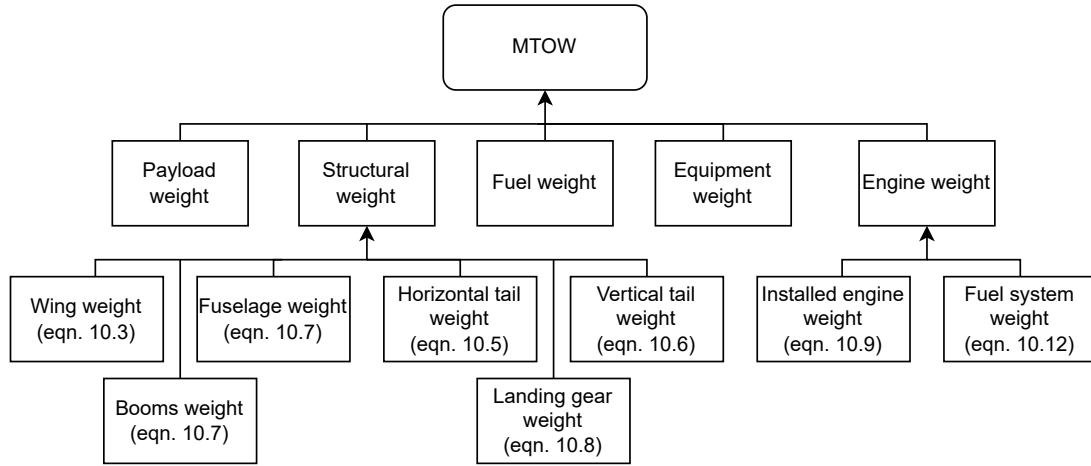 MTOW
Payload
weight
Structural
weight
Fuel weight
Equipment
weight
Engine weight
Wing weight
(eqn. 10.3)
Fuselage weight
(eqn. 10.7)
Horizontal tail
weight
(eqn. 10.5)
Vertical tail
weight
(eqn. 10.6)
Installed engine
weight
(eqn. 10.9)
Fuel system
weight
(eqn. 10.12)
Booms weight
(eqn. 10.7)
Landing gear
weight
(eqn. 10.8)